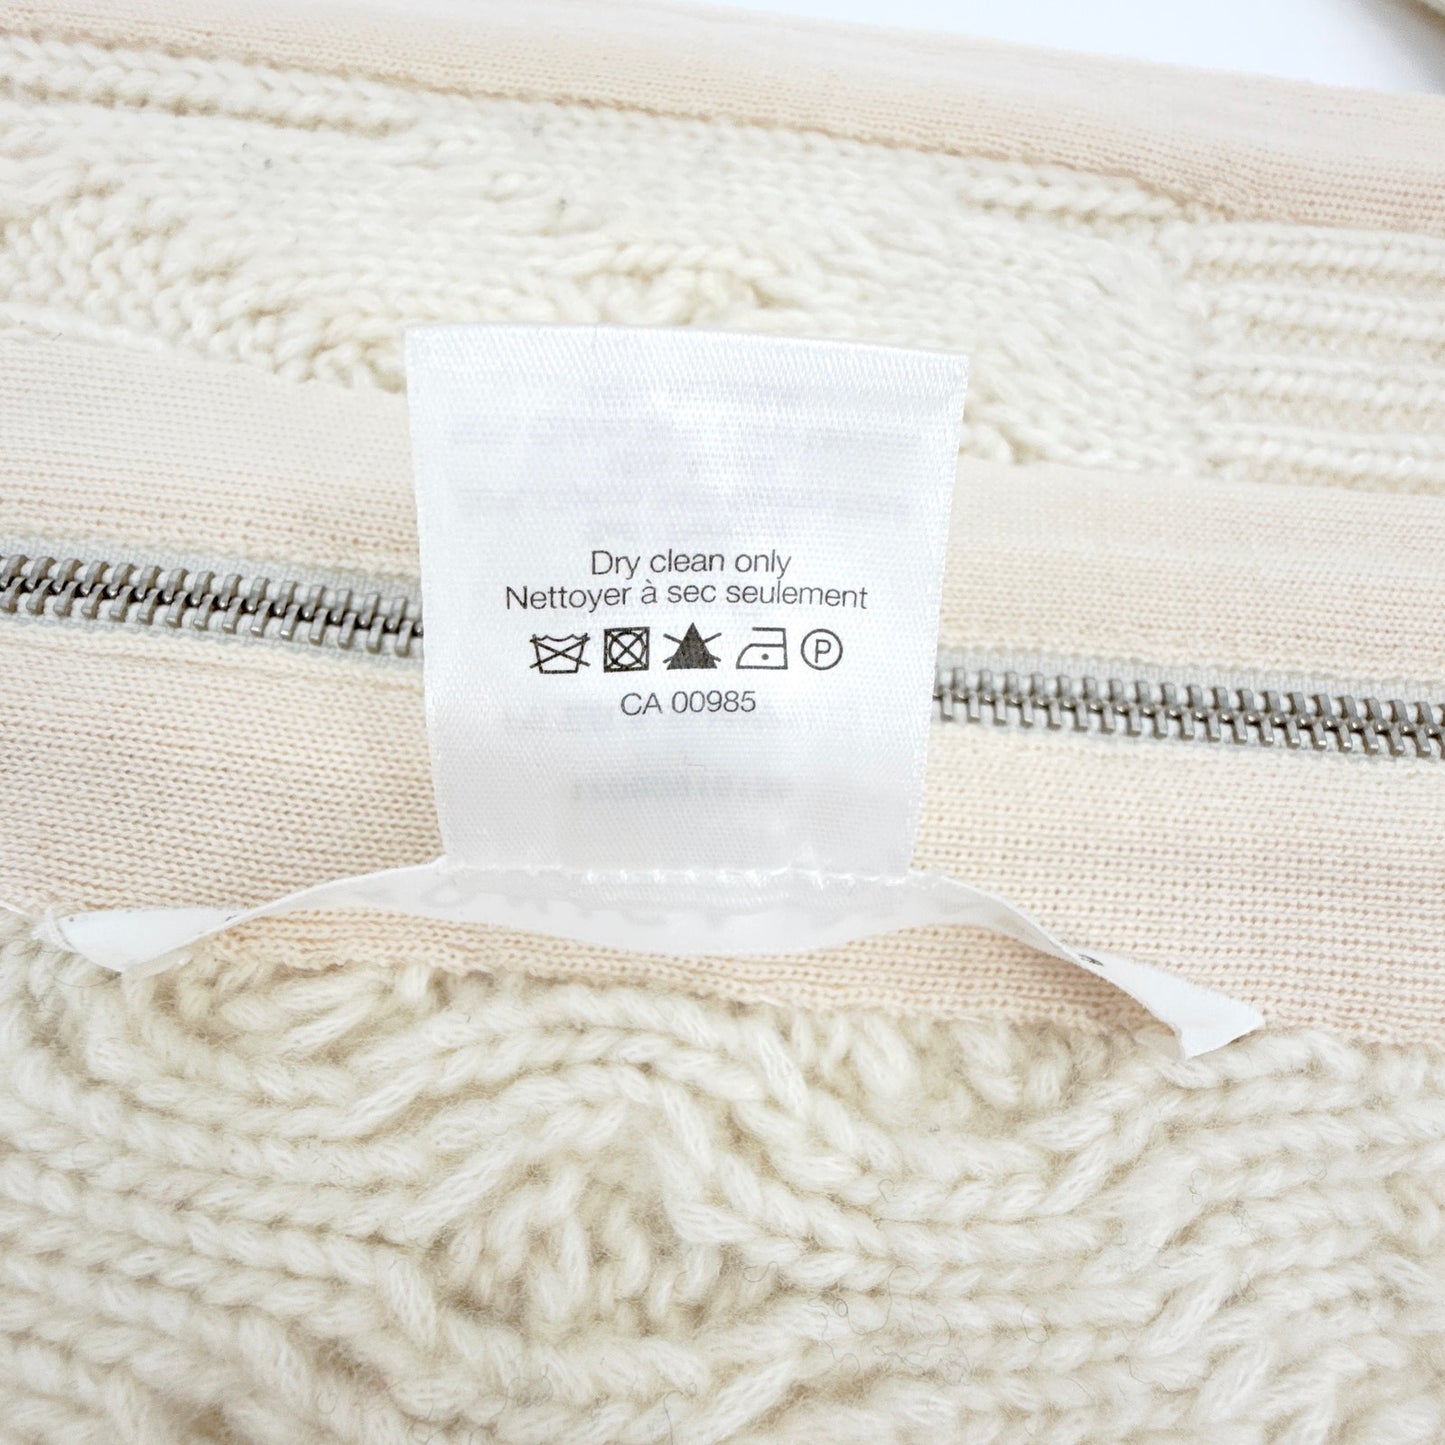 Dry clean only
Nettoyer à sec seulement
P
CA 00985